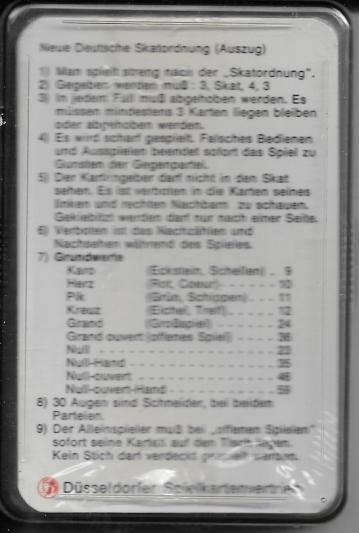 Neue Deutsche Skatordnung (Auszug)
1) Man spielt streng nach der „Skatordnung".
2) Gegeben werden muß: 3, Skat, 4, 3
3) In jedem Fall muß abgehoben werden. Es
müssen mindestens 3 Karten liegen bleiben
oder abgehoben werden.
4) Es wird scharf gespielt. Falsches Bedienen
und Ausspielen beendet sofort das Spiel zu
Gunsten der Gegenpartei.
5) Der Kartengeber darf nicht in den Skat
sehen. Es ist verboten in die Karten seines
linken und rechten Nachbarn zu schauen.
Gekiebitzt werden darf nur nach einer Seite.
6) Verboten ist das Nachzählen und
Nachsehen während des Spieles.
7) Grundwerte
Karo (Eckstein, Schellen) . 9
Herz (Rot, Coeur) - - - - - - - 10
Pik (Grün, Schippen) - - - 11
Kreuz (Eichel, Treff) - - - - - 12
Grand (Großspiel) - - - - - - - 24
Grand ouvert (offenes Spiel) - - - - 36
Null - - - - - - - - - - - - - - - - - 23
Null-Hand - - - - - - - - - - - - - 35
Null-ouvert - - - - - - - - - - - - 46
Null-ouvert-Hand - - - - - - - - 59
8) 30 Augen sind Schneider, bei beiden
Parteien.
9) Der Alleinspieler muß bei „offenen Spielen"
sofort seine Karten auf den Tisch legen.
Kein Stich darf verdeckt werden.
Düsseldorfer Spielkartenvertrieb